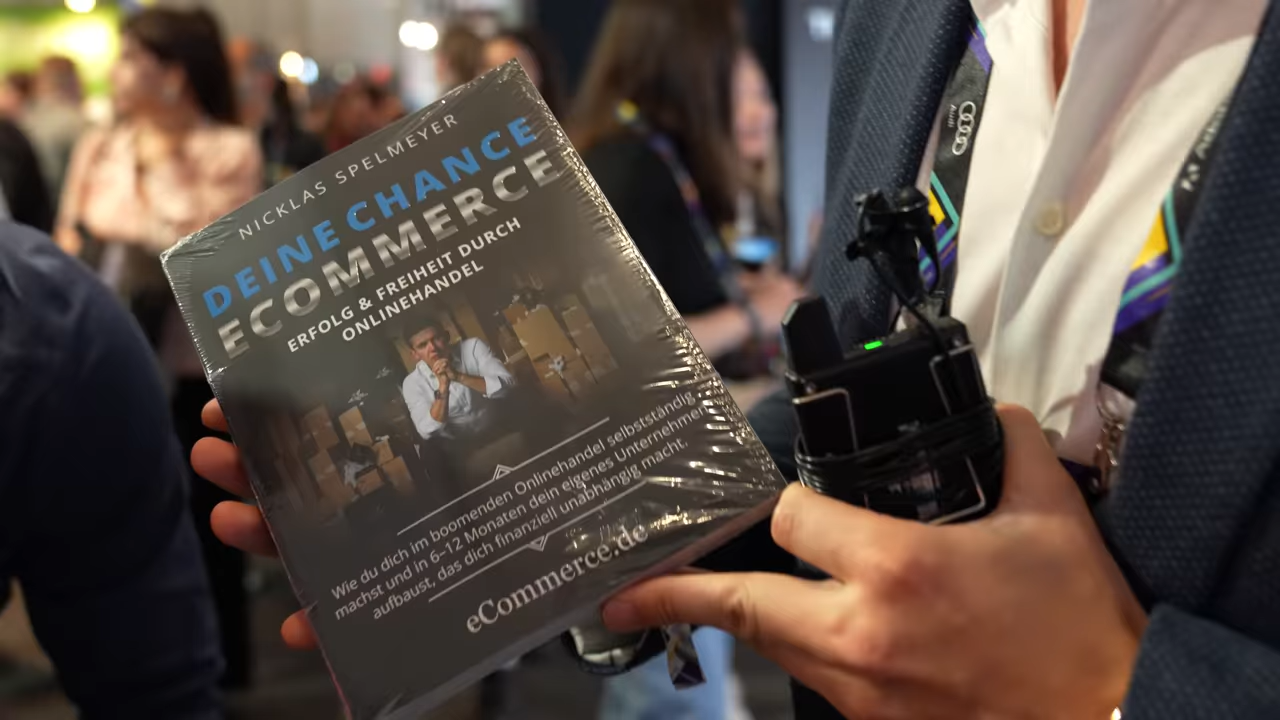 NICKLAS SPELMEYER
DEINE CHANCE
ECOMMERCE
ERFOLG & FREIHEIT DURCH
ONLINEHANDEL
Wie du dich im boomenden Onlinehandel selbstständig
machst und in 6–12 Monaten dein eigenes Unternehmen
aufbaust, das dich finanziell unabhängig macht.
eCommerce.de
Audi